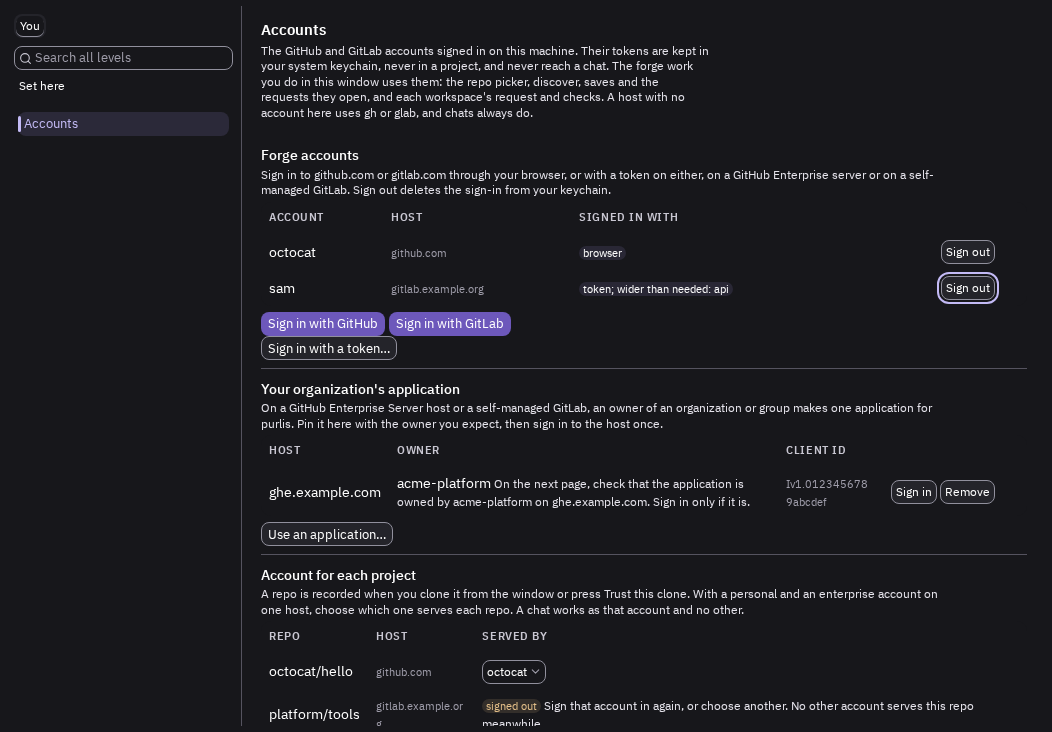 You
Search all levels
Set here
Accounts
Accounts
The GitHub and GitLab accounts signed in on this machine. Their tokens are kept in
your system keychain, never in a project, and never reach a chat. The forge work
you do in this window uses them: the repo picker, discover, saves and the
requests they open, and each workspace's request and checks. A host with no
account here uses gh or glab, and chats always do.
Forge accounts
Sign in to github.com or gitlab.com through your browser, or with a token on either, on a GitHub Enterprise server or on a self-
managed GitLab. Sign out deletes the sign-in from your keychain.
ACCOUNT HOST SIGNED IN WITH
octocat github.com browser Sign out
sam gitlab.example.org token; wider than needed: api Sign out
Sign in with GitHub Sign in with GitLab
Sign in with a token...
Your organization's application
On a GitHub Enterprise Server host or a self-managed GitLab, an owner of an organization or group makes one application for
purlis. Pin it here with the owner you expect, then sign in to the host once.
HOST OWNER CLIENT ID
ghe.example.com acme-platform On the next page, check that the application is
owned by acme-platform on ghe.example.com. Sign in only if it is.
Iv1.012345678
9abcdef
Sign in Remove
Use an application...
Account for each project
A repo is recorded when you clone it from the window or press Trust this clone. With a personal and an enterprise account on
one host, choose which one serves each repo. A chat works as that account and no other.
REPO HOST SERVED BY
octocat/hello github.com octocat
platform/tools gitlab.example.or
g
signed out Sign that account in again, or choose another. No other account serves this repo
meanwhile